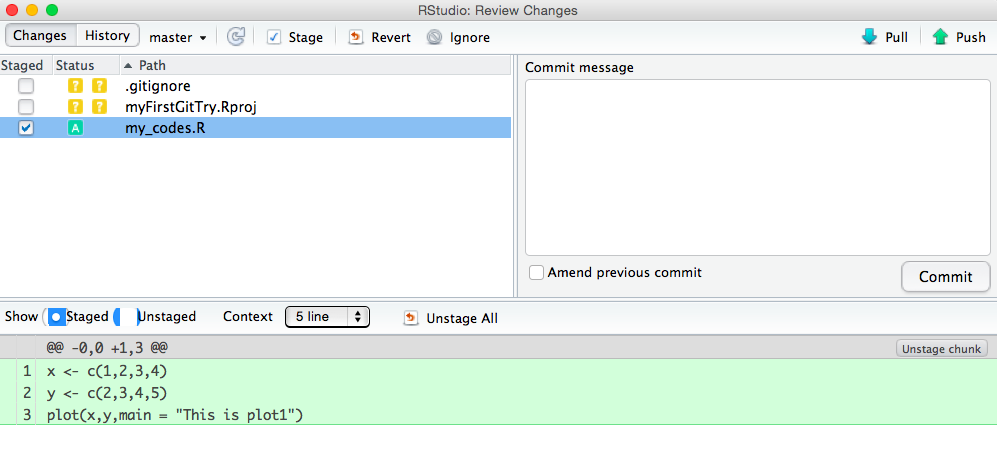 RStudio: Review Changes
Changes History master Stage Revert Ignore Pull Push
Staged Status Path
? ? .gitignore
? ? myFirstGitTry.Rproj
A my_codes.R
Commit message
Amend previous commit
Commit
Show Staged Unstaged Context 5 line Unstage All
@@ -0,0 +1,3 @@ Unstage chunk
1 x <- c(1,2,3,4)
2 y <- c(2,3,4,5)
3 plot(x,y,main = "This is plot1")